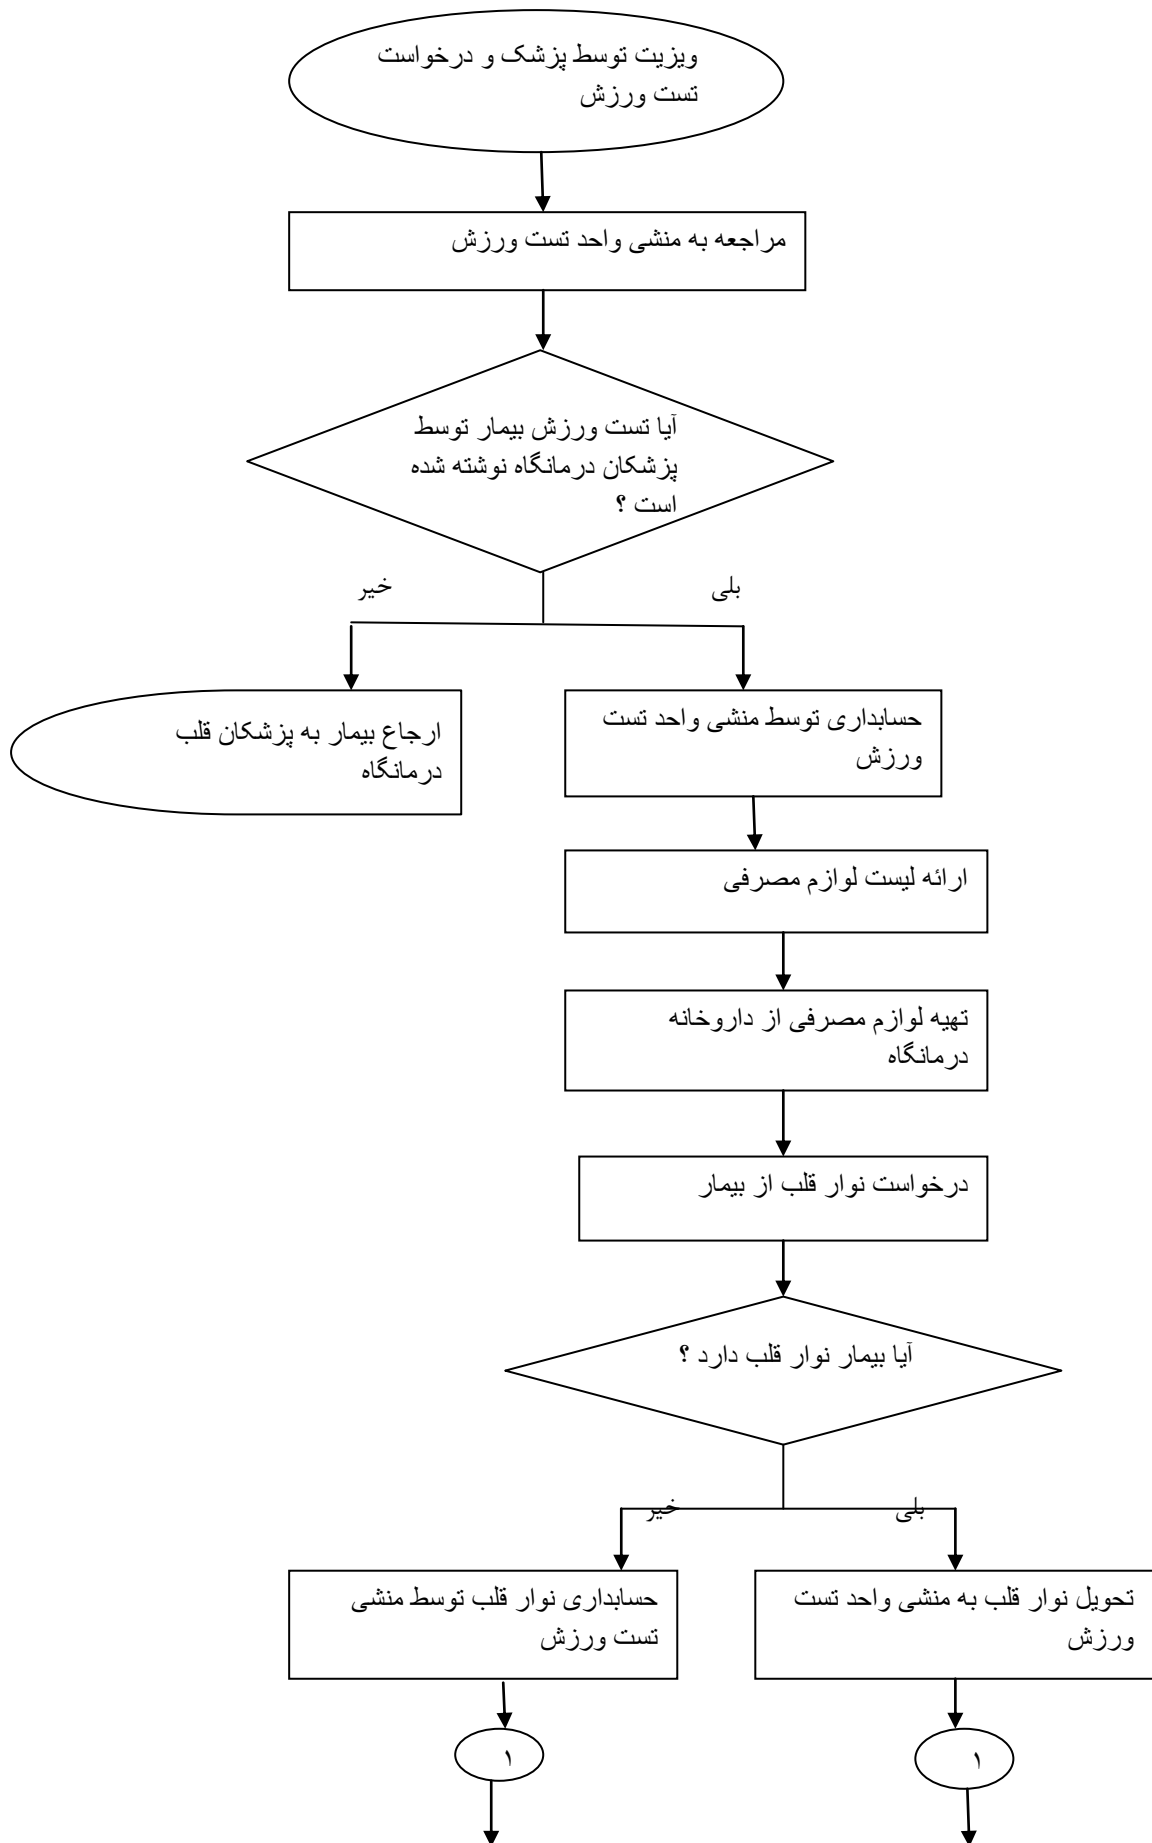 ویزیت توسط پزشک و درخواست
تست ورزش
مراجعه به منشی واحد تست ورزش
آیا تست ورزش بیمار توسط
پزشکان درمانگاه نوشته شده
است ؟
بلی
خیر
حسابداری توسط منشی واحد تست
ورزش
ارجاع بیمار به پزشکان قلب
درمانگاه
ارائه لیست لوازم مصرفی
تهیه لوازم مصرفی از داروخانه
درمانگاه
درخواست نوار قلب از بیمار
آیا بیمار نوار قلب دارد ؟
بلی
خیر
تحویل نوار قلب به منشی واحد تست
ورزش
حسابداری نوار قلب توسط منشی
تست ورزش
۱
۱